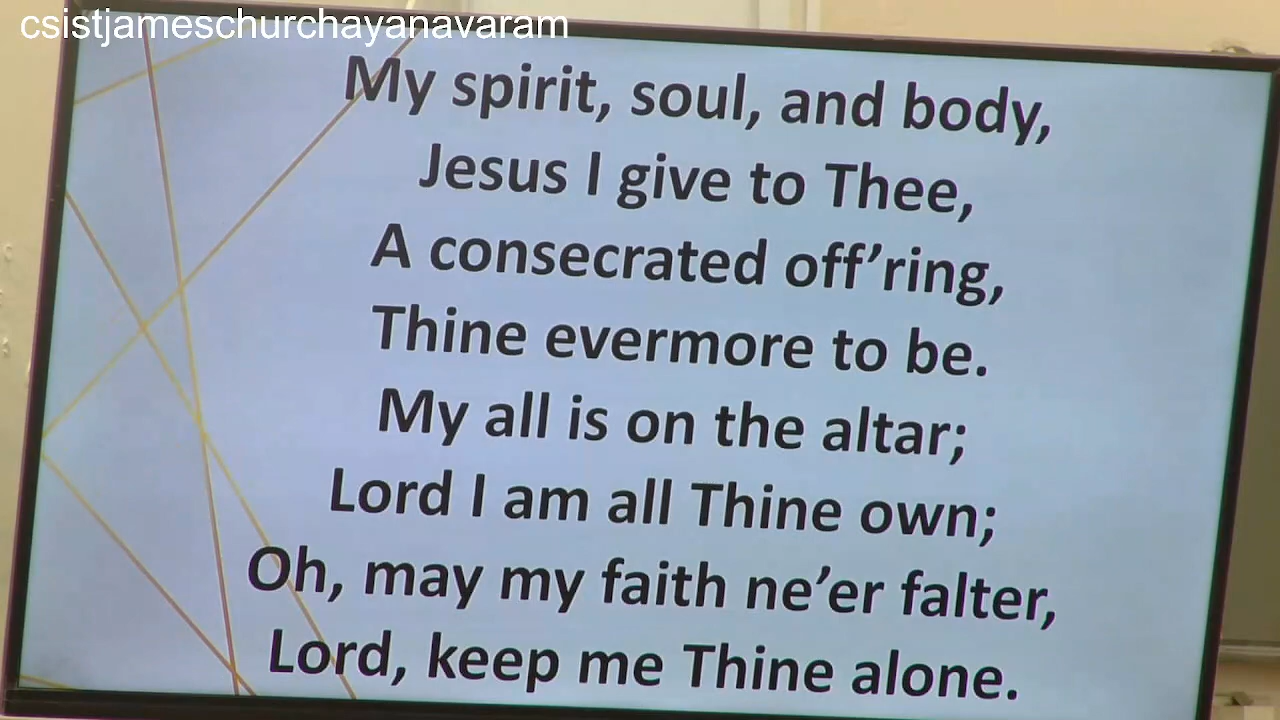 csistjameschurchayanavaram
My spirit, soul, and body,
Jesus I give to Thee,
A consecrated off’ring,
Thine evermore to be.
My all is on the altar;
Lord I am all Thine own;
Oh, may my faith ne’er falter,
Lord, keep me Thine alone.